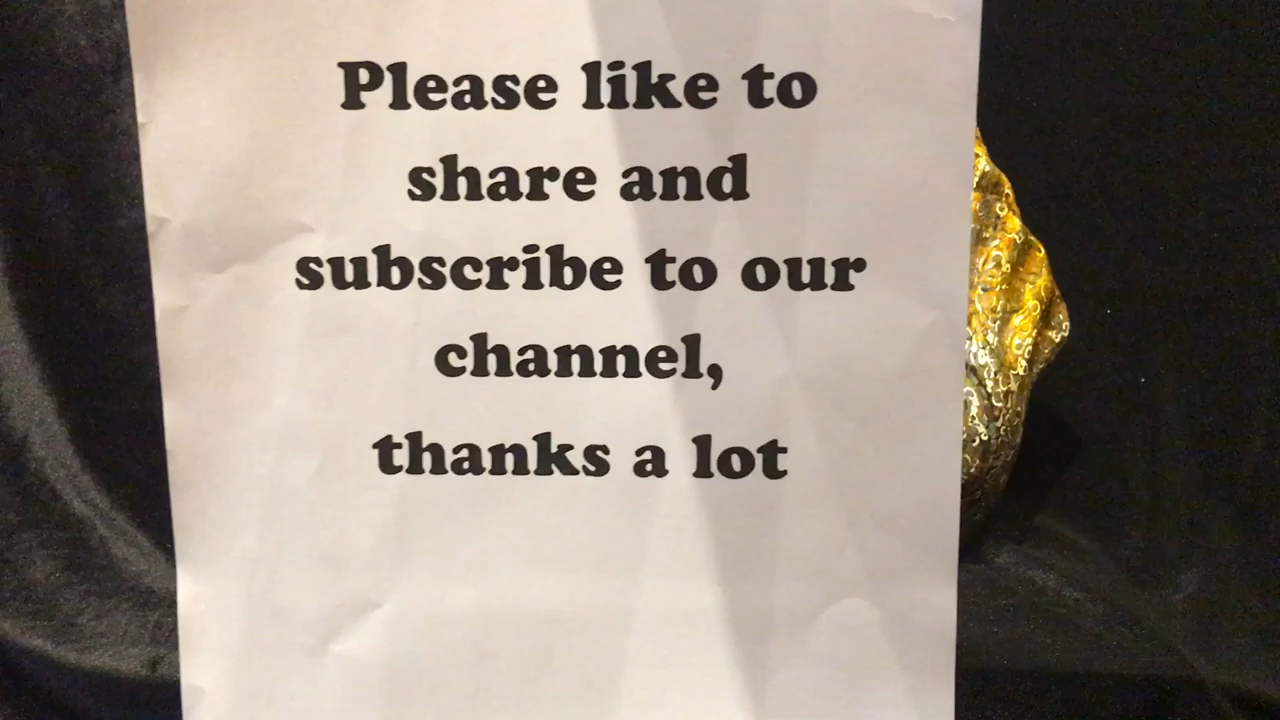 Please like to
share and
subscribe to our
channel,
thanks a lot